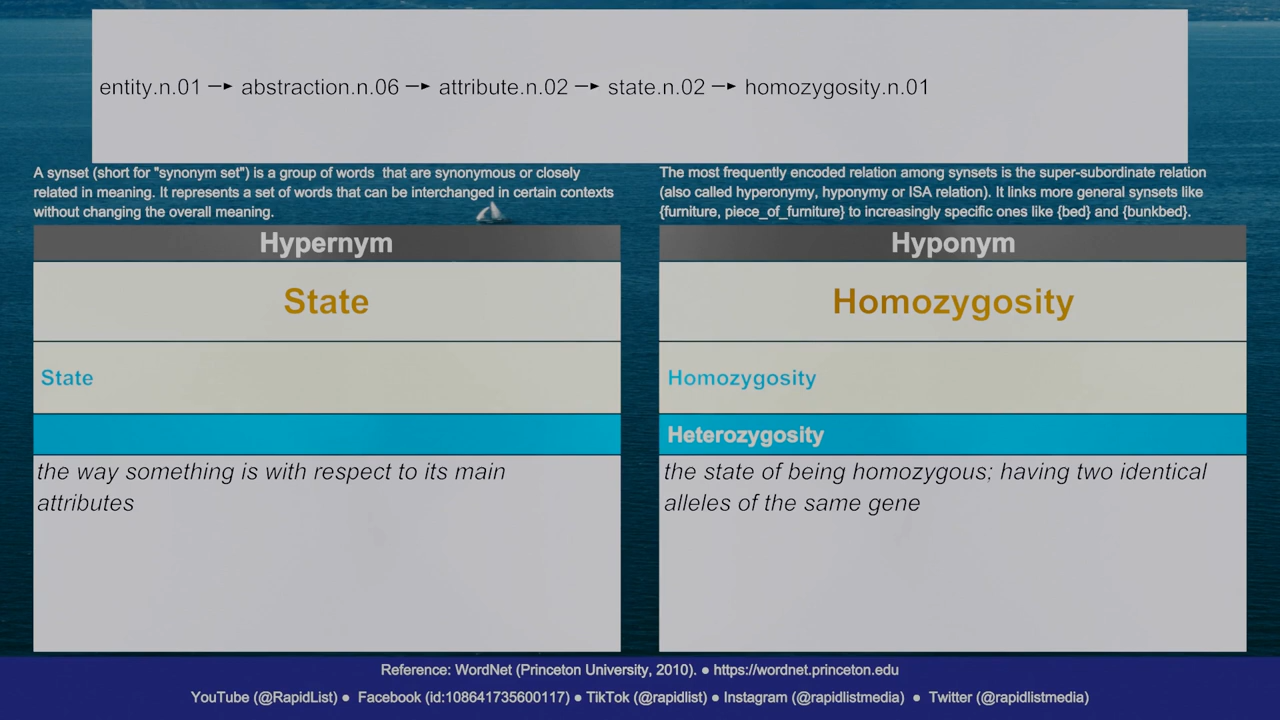 entity.n.01 → abstraction.n.06 → attribute.n.02 → state.n.02 → homozygosity.n.01
A synset (short for "synonym set") is a group of words that are synonymous or closely
related in meaning. It represents a set of words that can be interchanged in certain contexts
without changing the overall meaning.
The most frequently encoded relation among synsets is the super-subordinate relation
(also called hyperonymy, hyponymy or ISA relation). It links more general synsets like
{furniture, piece_of_furniture} to increasingly specific ones like {bed} and {bunkbed}.
Hypernym
State
State
the way something is with respect to its main
attributes
Hyponym
Homozygosity
Homozygosity
Heterozygosity
the state of being homozygous; having two identical
alleles of the same gene
Reference: WordNet (Princeton University, 2010). ● https://wordnet.princeton.edu
YouTube (@RapidList) ● Facebook (id:108641735600117) ● TikTok (@rapidlist) ● Instagram (@rapidlistmedia) ● Twitter (@rapidlistmedia)